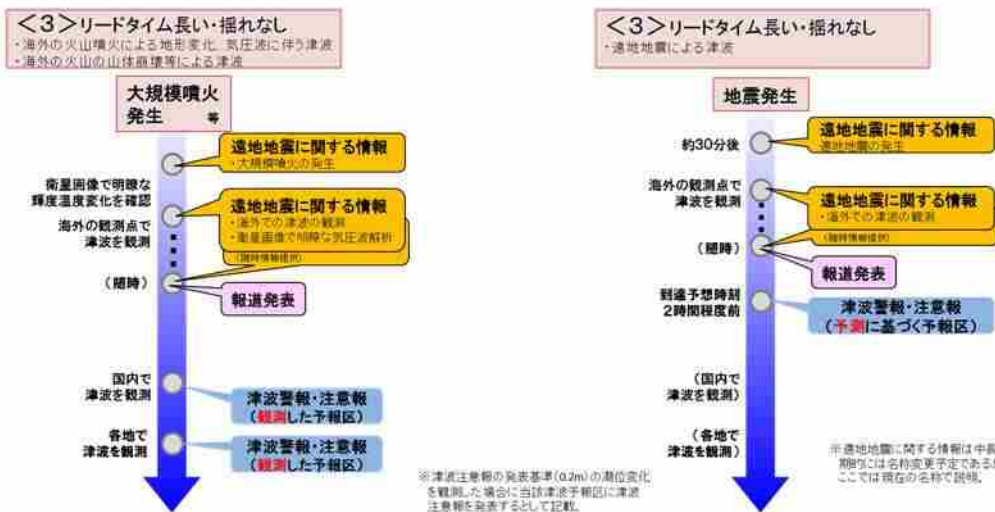 <3>リードタイム長い・揺れなし
・海外の火山噴火による地形変化、気圧波に伴う津波
・海外の火山の山体崩壊等による津波
大規模噴火
発生 等
遠地地震に関する情報
・大規模噴火の発生
衛星画像で明瞭な
輝度温度変化を確認
遠地地震に関する情報
・海外での津波の観測
・衛星画像で明瞭な気圧波解析
(随時情報提供)
海外の観測点で
津波を観測
(随時)
報道発表
国内で
津波を観測
津波警報・注意報
(観測した予報区)
各地で
津波を観測
津波警報・注意報
(観測した予報区)
※津波注意報の発表基準(0.2m)の潮位変化
を観測した場合に当該津波予報区に津波
注意報を発表するとして記載。
<3>リードタイム長い・揺れなし
・遠地地震による津波
地震発生
約30分後
遠地地震に関する情報
遠地地震の発生
海外の観測点で
津波を観測
遠地地震に関する情報
・海外での津波の観測
(随時情報提供)
(随時)
報道発表
到達予想時刻
2時間程度前
津波警報・注意報
(予測に基づく予報区)
(国内で
津波を観測)
(各地で
津波を観測)
※遠地地震に関する情報は中長
期的には名称変更予定である
ここでは現在の名称で説明。